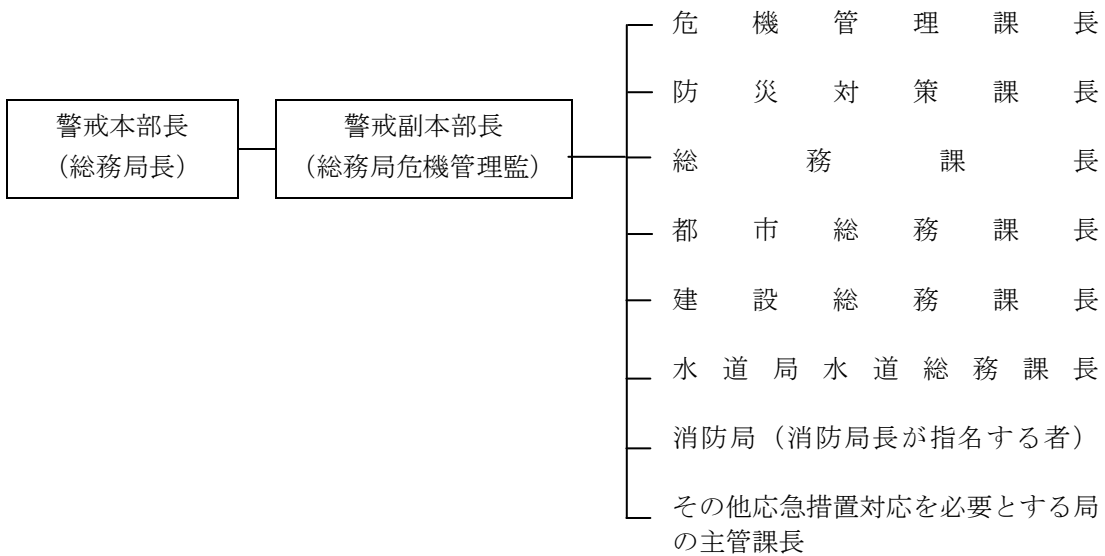 危機管理課長
防災対策課長
警戒本部長
（総務局長）
警戒副本部長
（総務局危機管理監）
総務課長
都市総務課長
建設総務課長
水道局水道総務課長
消防局（消防局長が指名する者）
その他応急措置対応を必要とする局
の主管課長